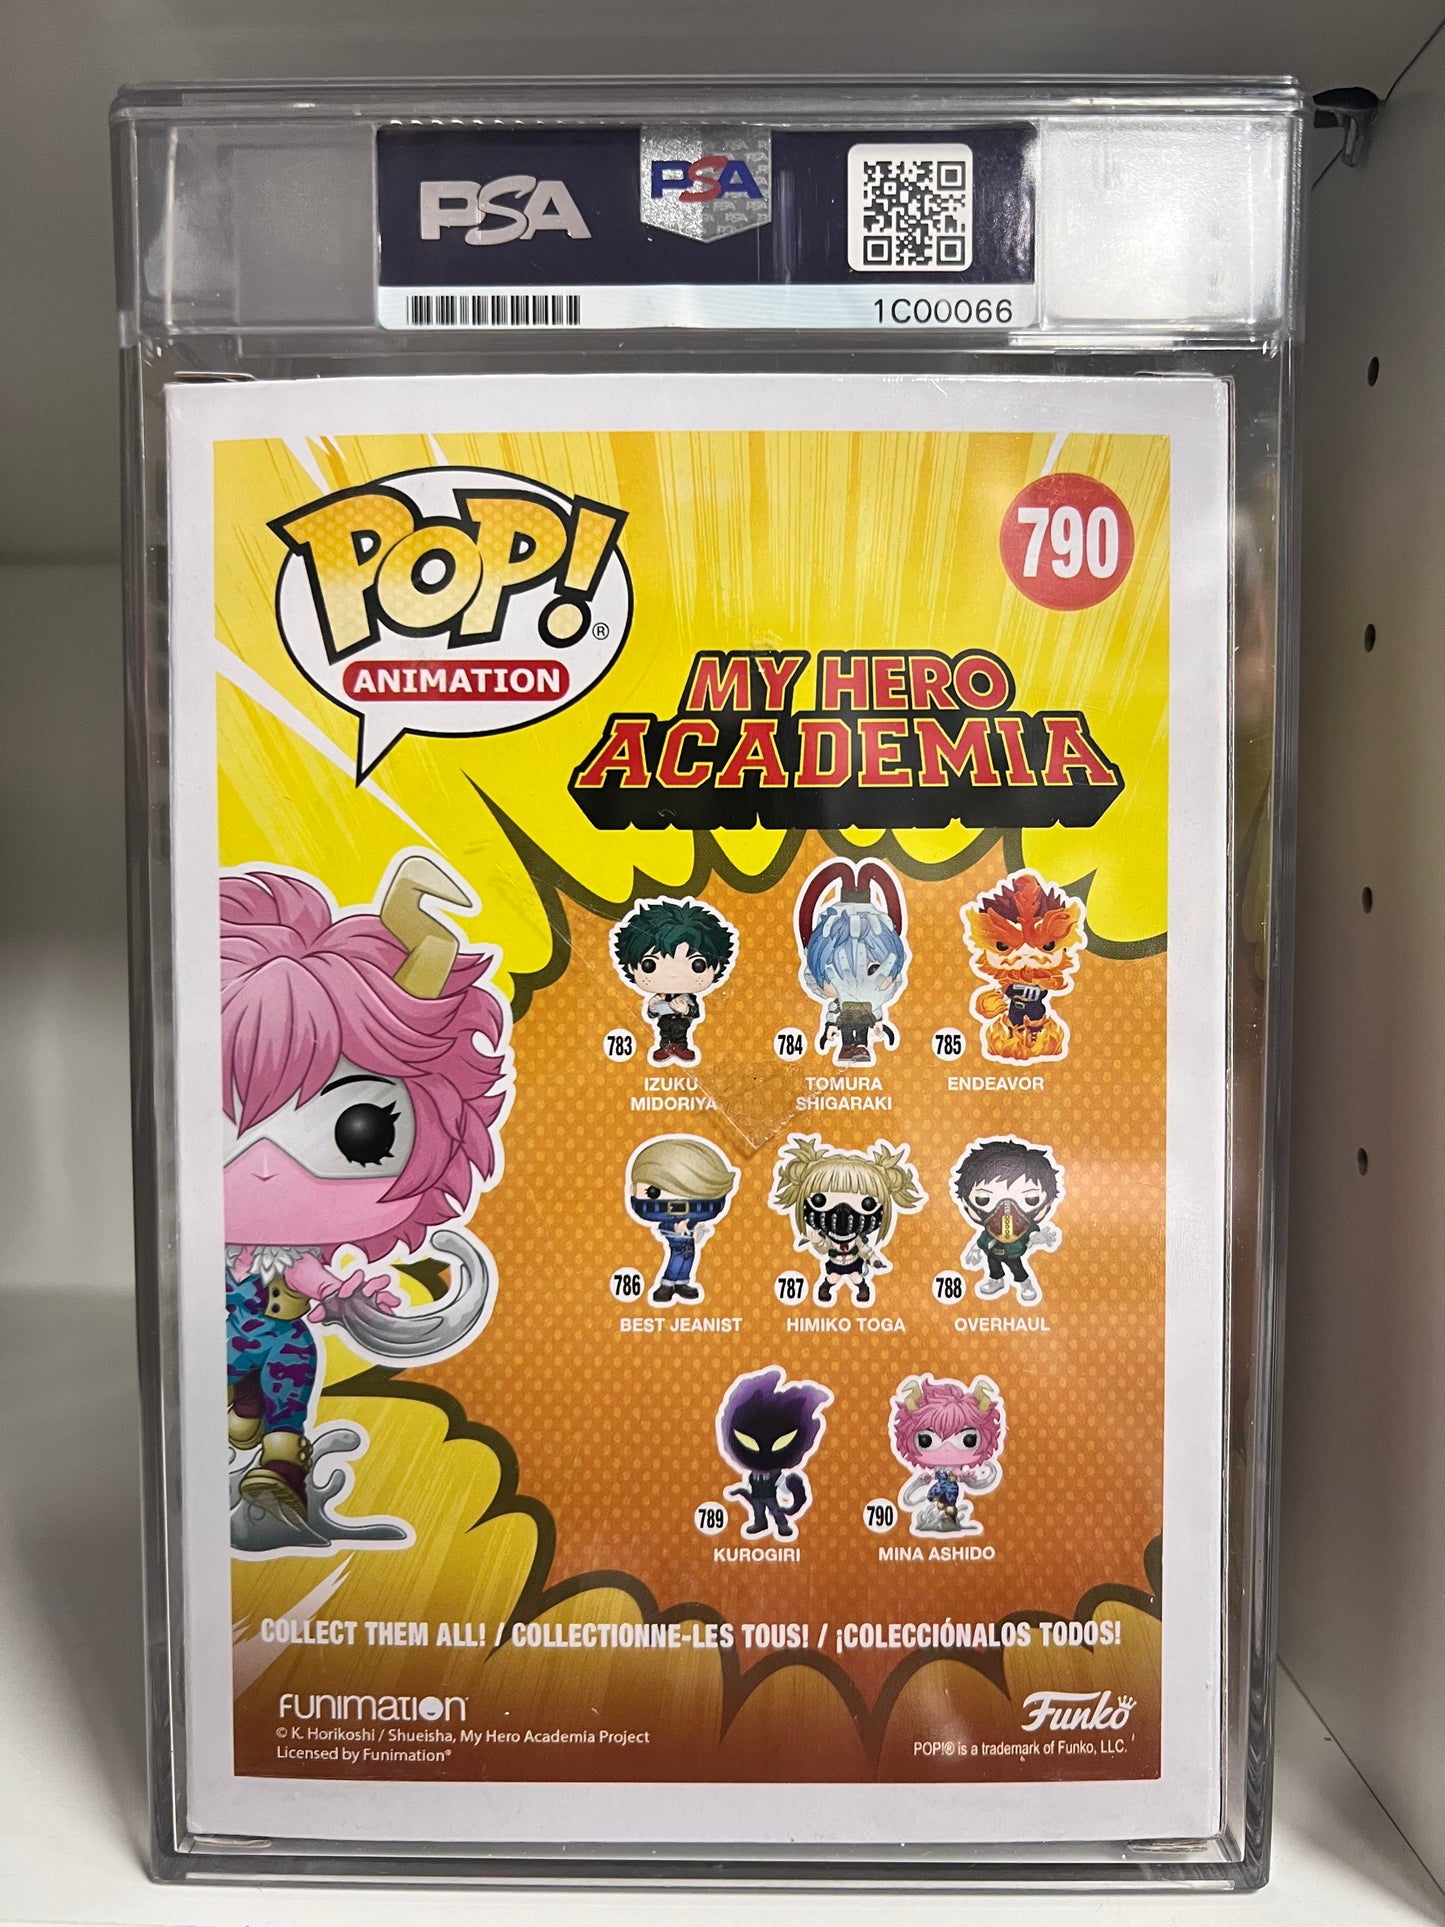 PSA
PSA
1C00066
POP!®
ANIMATION
790
MY HERO
ACADEMIA
783
IZUKU
MIDORIYA
784
TOMURA
SHIGARAKI
785
ENDEAVOR
786
BEST JEANIST
787
HIMIKO TOGA
788
OVERHAUL
789
KUROGIRI
790
MINA ASHIDO
COLLECT THEM ALL! / COLLECTIONNE-LES TOUS! / ¡COLECCIÓNALOS TODOS!
FUNIMATION
© K. Horikoshi / Shueisha, My Hero Academia Project
Licensed by Funimation®
Funko
POP!® is a trademark of Funko, LLC.